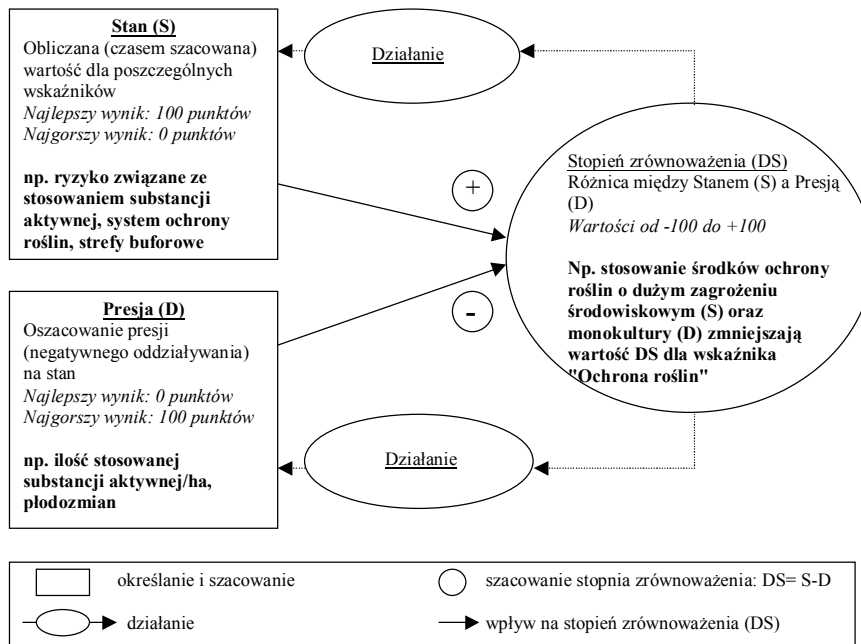 Stan (S)
Obliczana (czasem szacowana)
wartość dla poszczególnych
wskaźników
Najlepszy wynik: 100 punktów
Najgorszy wynik: 0 punktów
np. ryzyko związane ze
stosowaniem substancji
aktywnej, system ochrony
roślin, strefy buforowe
Działanie
+
Stopień zrównoważenia (DS)
Różnica między Stanem (S) a Presją
(D)
Wartości od -100 do +100
Np. stosowanie środków ochrony
roślin o dużym zagrożeniu
środowiskowym (S) oraz
monokultury (D) zmniejszają
wartość DS dla wskaźnika
"Ochrona roślin"
-
Presja (D)
Oszacowanie presji
(negatywnego oddziaływania)
na stan
Najlepszy wynik: 0 punktów
Najgorszy wynik: 100 punktów
np. ilość stosowanej
substancji aktywnej/ha,
płodozmian
Działanie
określanie i szacowanie
szacowanie stopnia zrównoważenia: DS= S-D
działanie
wpływ na stopień zrównoważenia (DS)